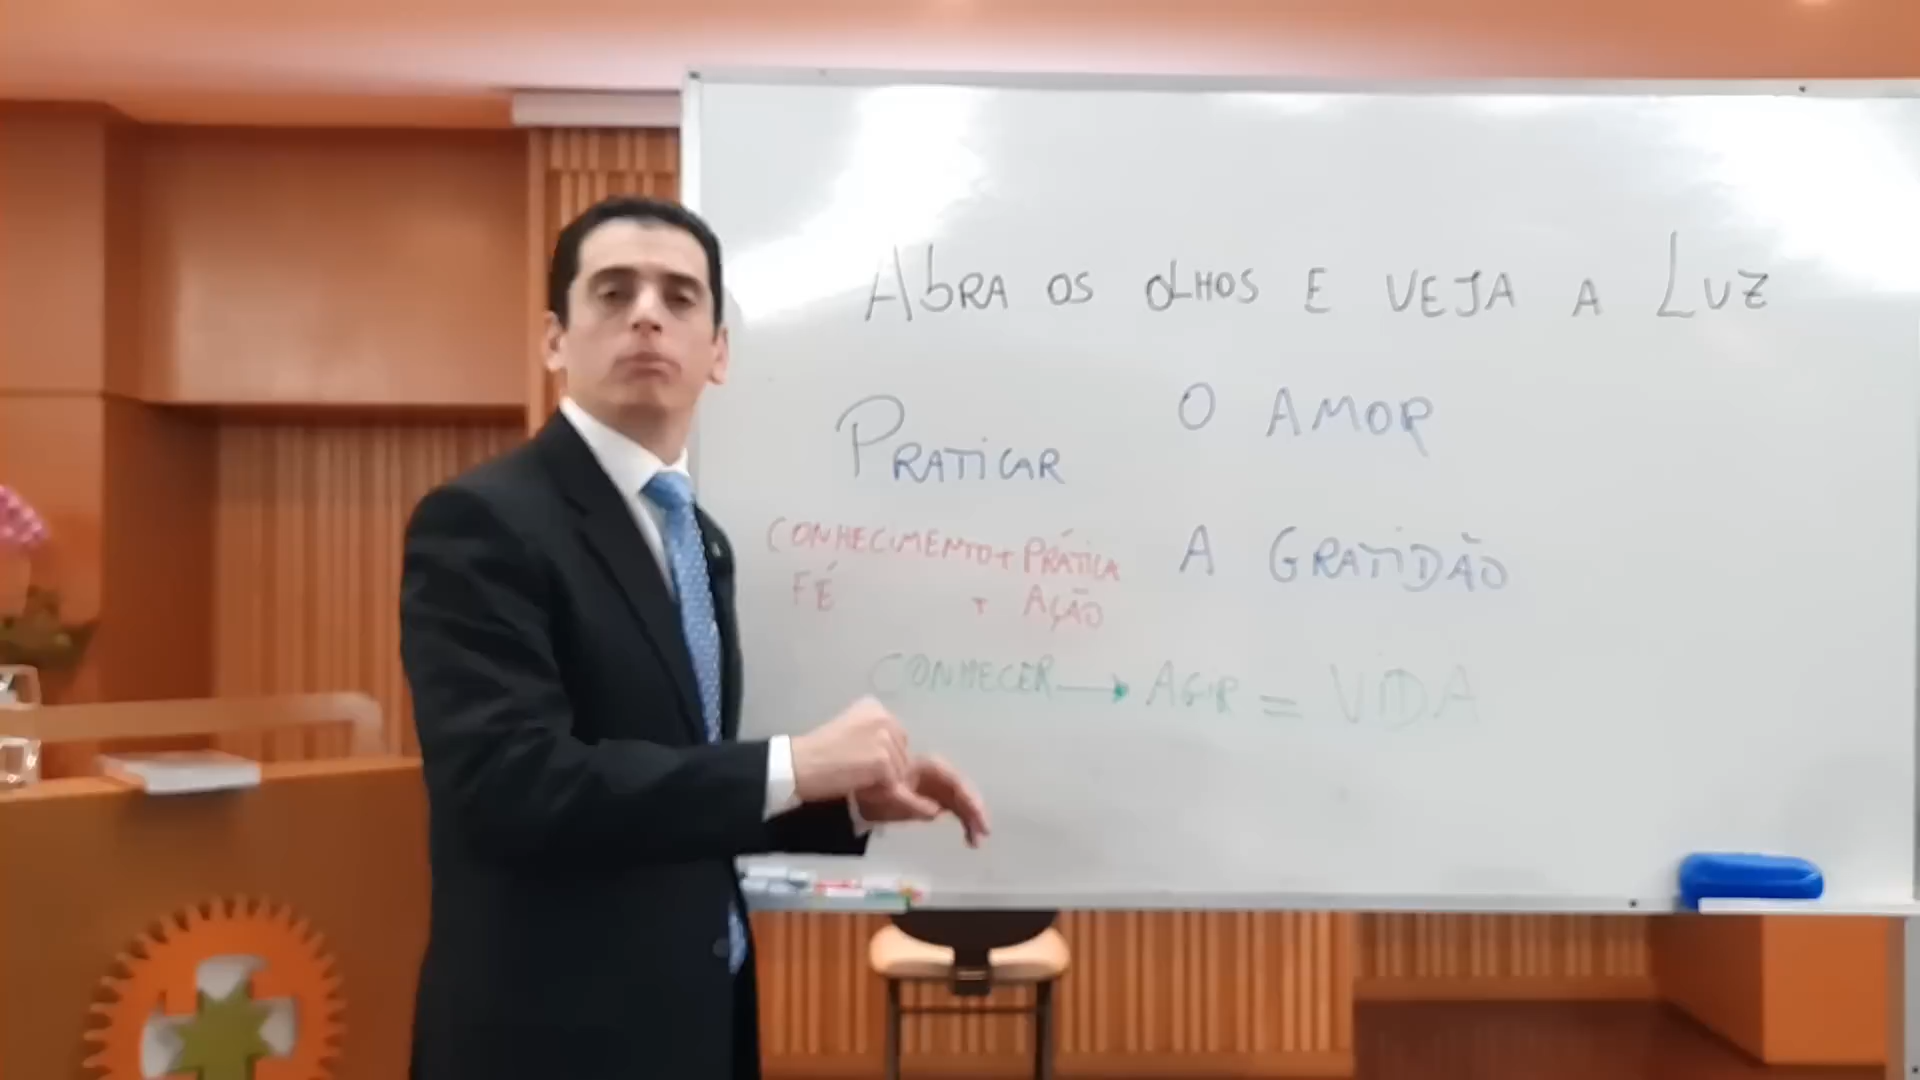 Abra os olhos e veja a Luz
Praticar
O Amor
A Gratidão
Conhecimento + Prática
Fé + Ação
Conhecer → Agir = Vida